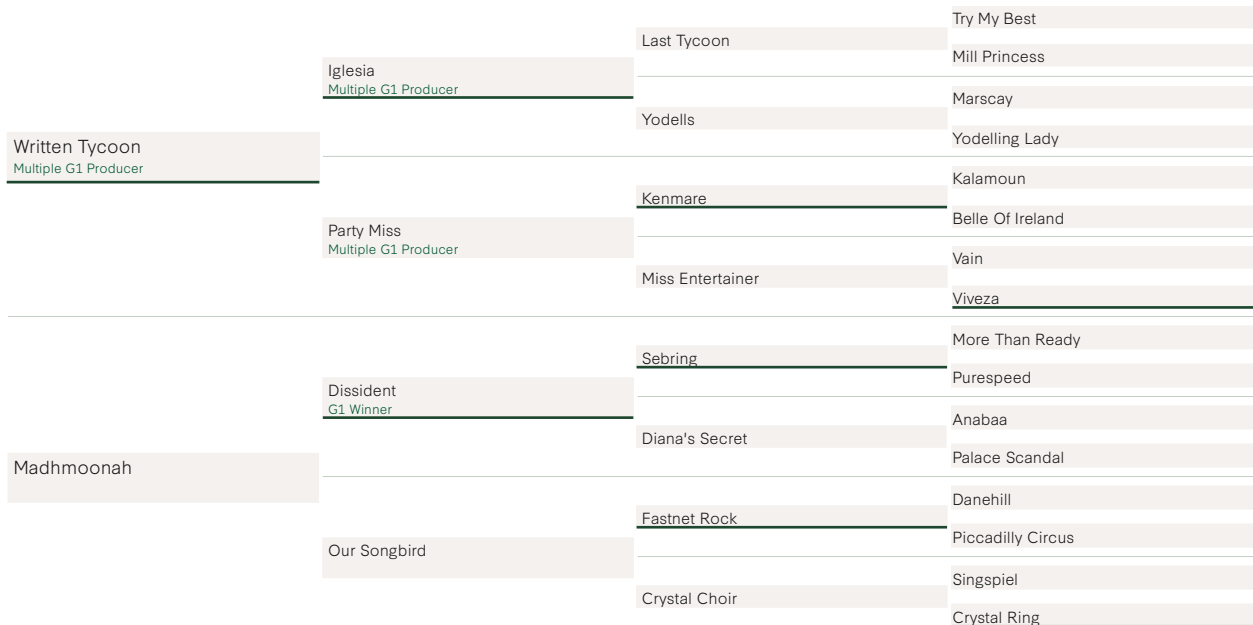 Try My Best
Last Tycoon
Mill Princess
Iglesia
Multiple G1 Producer
Marscay
Yodells
Yodelling Lady
Written Tycoon
Multiple G1 Producer
Kalamoun
Kenmare
Belle Of Ireland
Party Miss
Multiple G1 Producer
Vain
Miss Entertainer
Viveza
More Than Ready
Sebring
Purespeed
Dissident
G1 Winner
Anabaa
Diana's Secret
Palace Scandal
Madhmoonah
Danehill
Fastnet Rock
Piccadilly Circus
Our Songbird
Singspiel
Crystal Choir
Crystal Ring